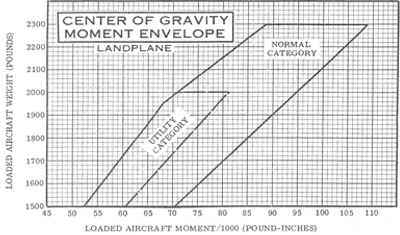 CENTER OF GRAVITY
MOMENT ENVELOPE
LANDPLANE
NORMAL
CATEGORY
UTILITY
CATEGORY
LOADED AIRCRAFT WEIGHT (POUNDS)
2300
2200
2100
2000
1900
1800
1700
1600
1500
45 50 55 60 65 70 75 80 85 90 95 100 105 110
LOADED AIRCRAFT MOMENT/1000 (POUND-INCHES)